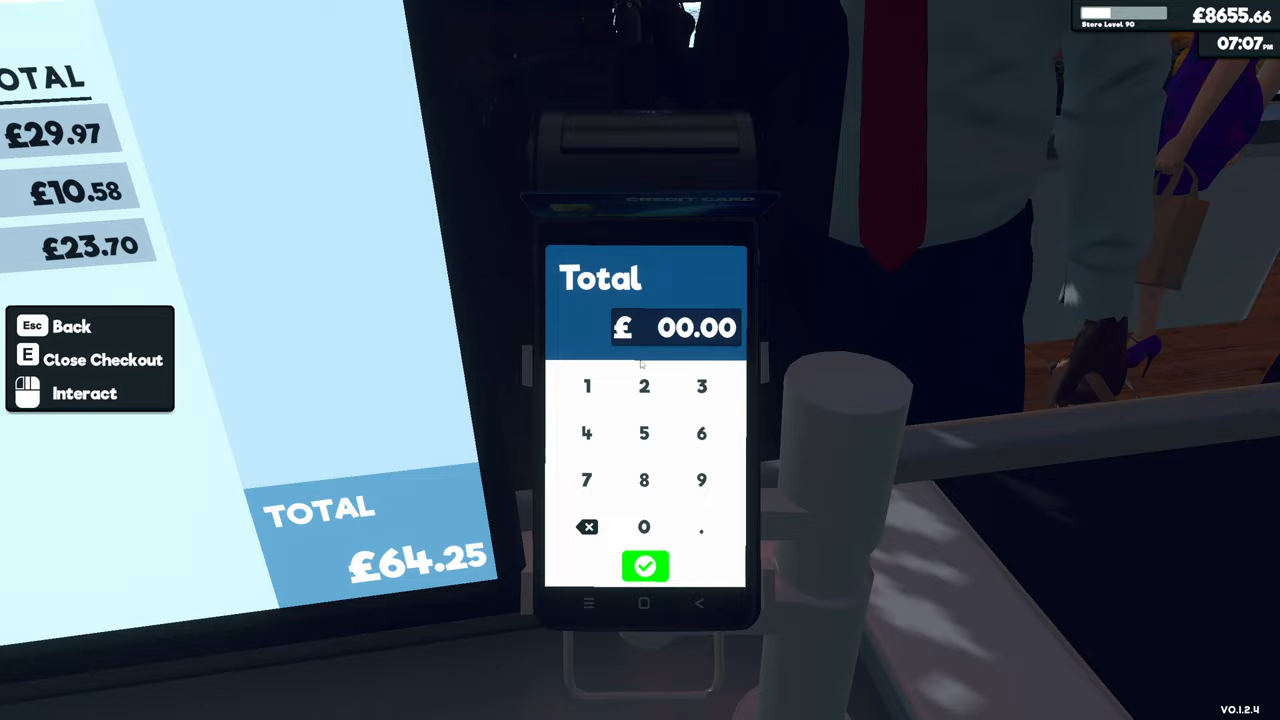 £8655.66
Store Level 90
07:07PM
OTAL
£29.97
£10.58
£23.70
Esc Back
E Close Checkout
Interact
TOTAL
£64.25
CREDIT CARD
Total
£ 00.00
1 2 3
4 5 6
7 8 9
0 .
V0.1.2.4